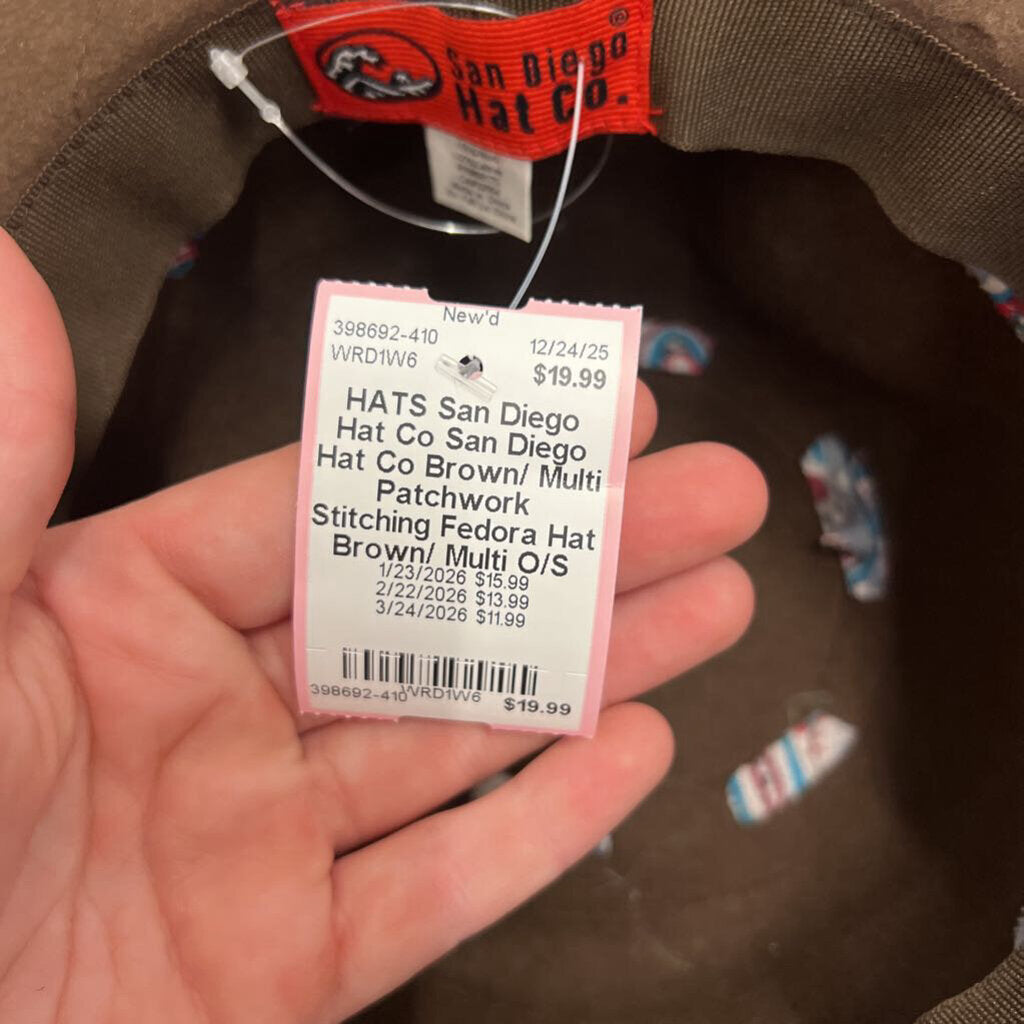 San Diego
Hat Co.
®
New'd
398692-410
12/24/25
WRD1W6
$19.99
HATS San Diego
Hat Co San Diego
Hat Co Brown/ Multi
Patchwork
Stitching Fedora Hat
Brown/ Multi O/S
1/23/2026 $15.99
2/22/2026 $13.99
3/24/2026 $11.99
398692-410
WRD1W6
$19.99